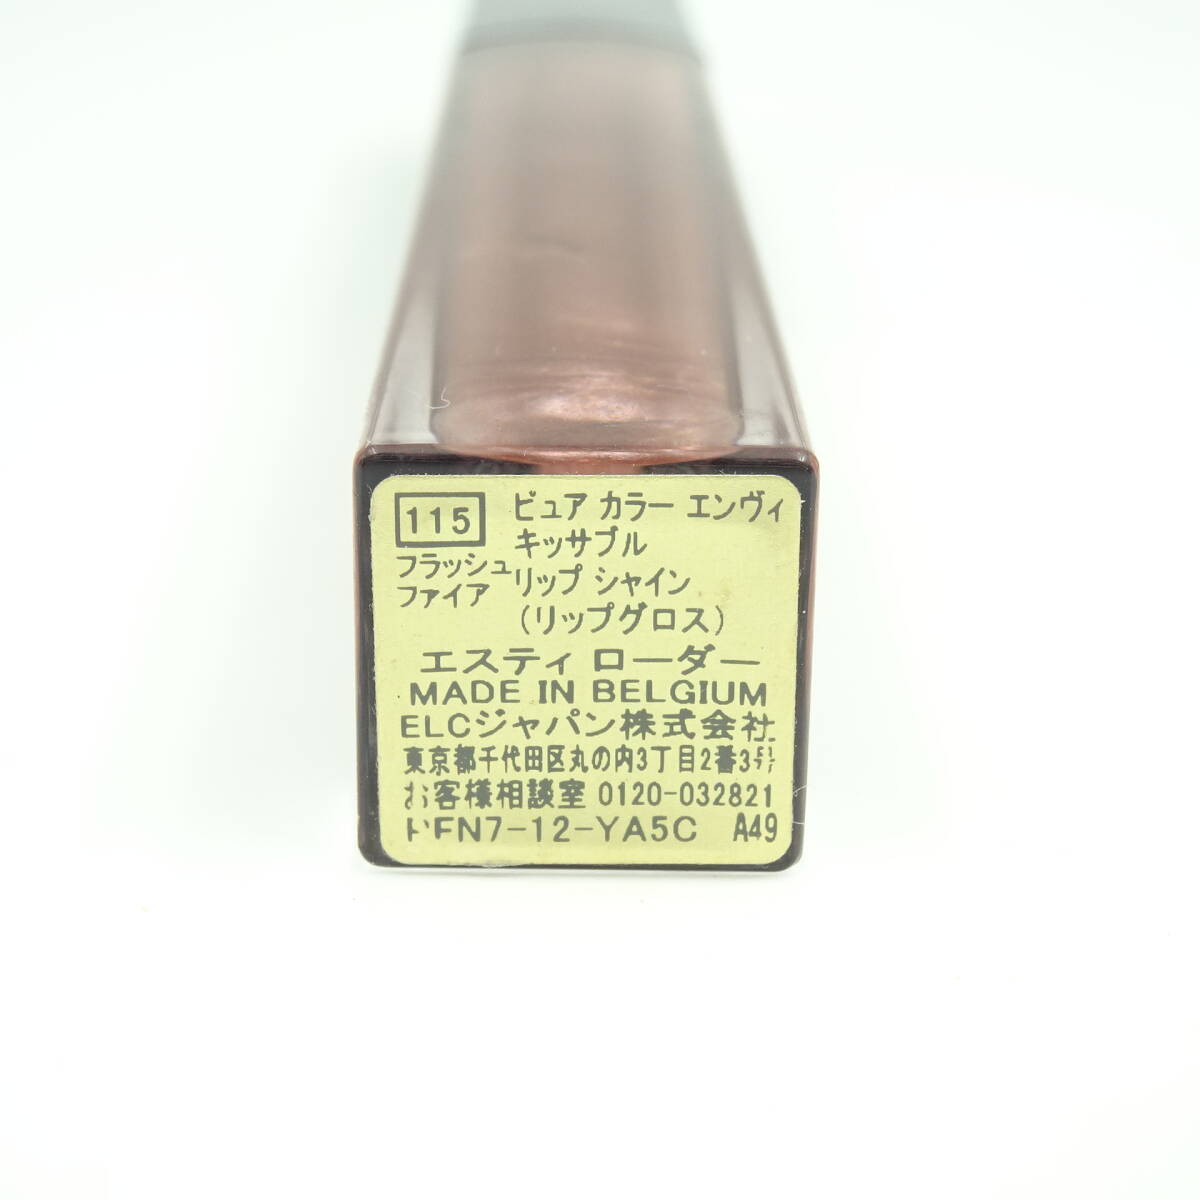 115
フラッシュ
ファイア
ピュア カラー エンヴィ
キッサブル
リップ シャイン
(リップグロス)
エスティ ローダー
MADE IN BELGIUM
ELCジャパン株式会社
東京都千代田区丸の内3丁目2番3号
お客様相談室 0120-032821
A49